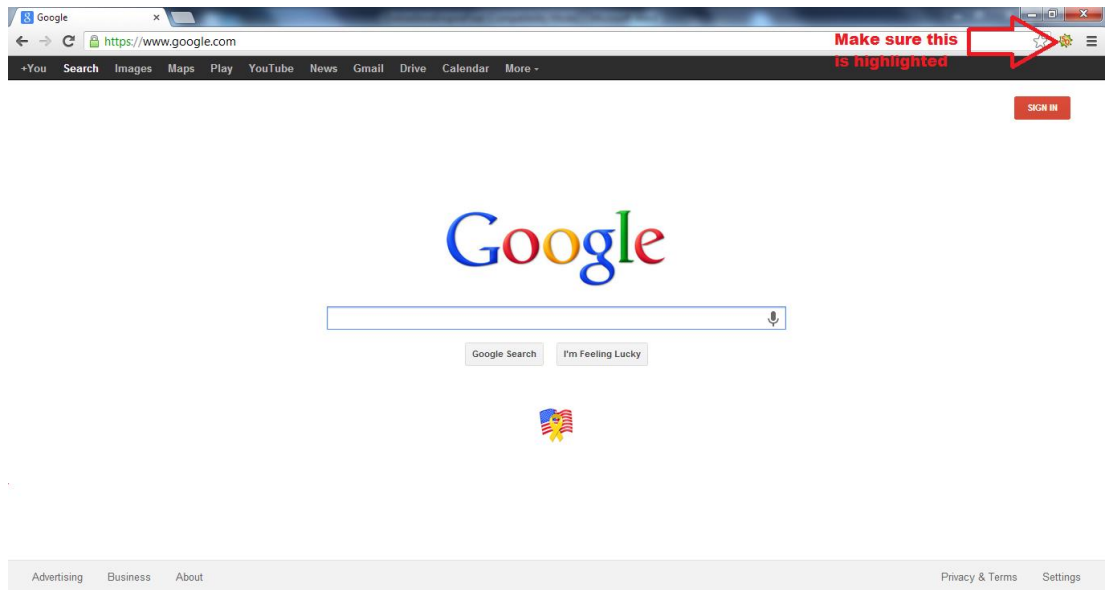 Google
https://www.google.com
Make sure this
is highlighted
+You Search Images Maps Play YouTube News Gmail Drive Calendar More
SIGN IN
Google
Google Search I'm Feeling Lucky
Advertising Business About Privacy & Terms Settings